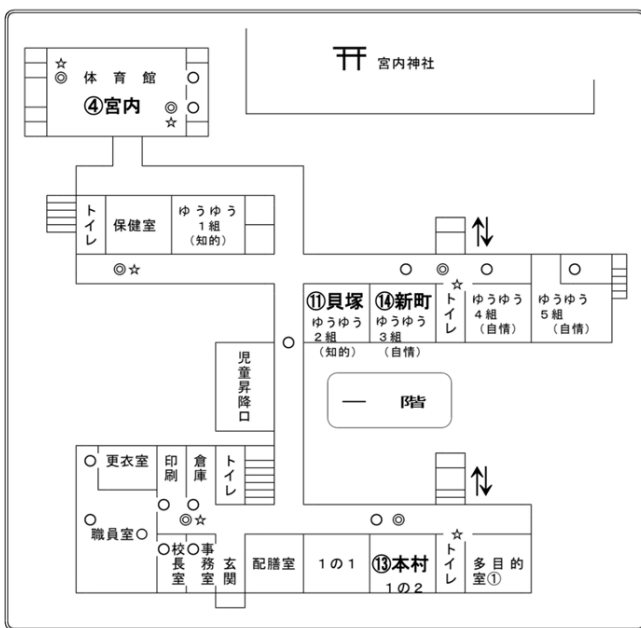 宮内神社
☆
◎ 体育館 ○
④宮内 ◎ ○
☆
トイレ
保健室
ゆうゆう
1組
(知的)
◎☆
○ ◎ ○ ○
☆
⑪貝塚
ゆうゆう
2組
(知的)
⑭新町
ゆうゆう
3組
(自情)
トイレ
ゆうゆう
4組
(自情)
ゆうゆう
5組
(自情)
○
児童昇降口
一 階
○ 更衣室
印刷
倉庫
トイレ
○ ○
○ ◎☆
職員室○
○ ○
校長室
事務室
玄関
配膳室
1の1
○ ◎
⑬本村
1の2
☆
トイレ
多目的
室①